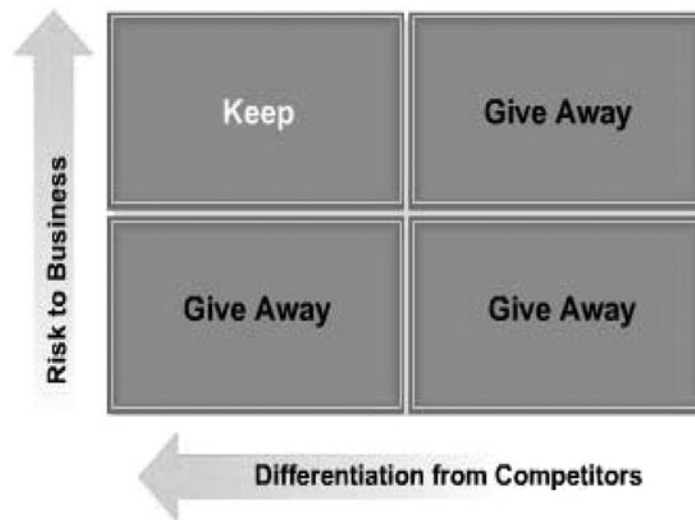 Keep
Give Away
Give Away
Give Away
Risk to Business
Differentiation from Competitors